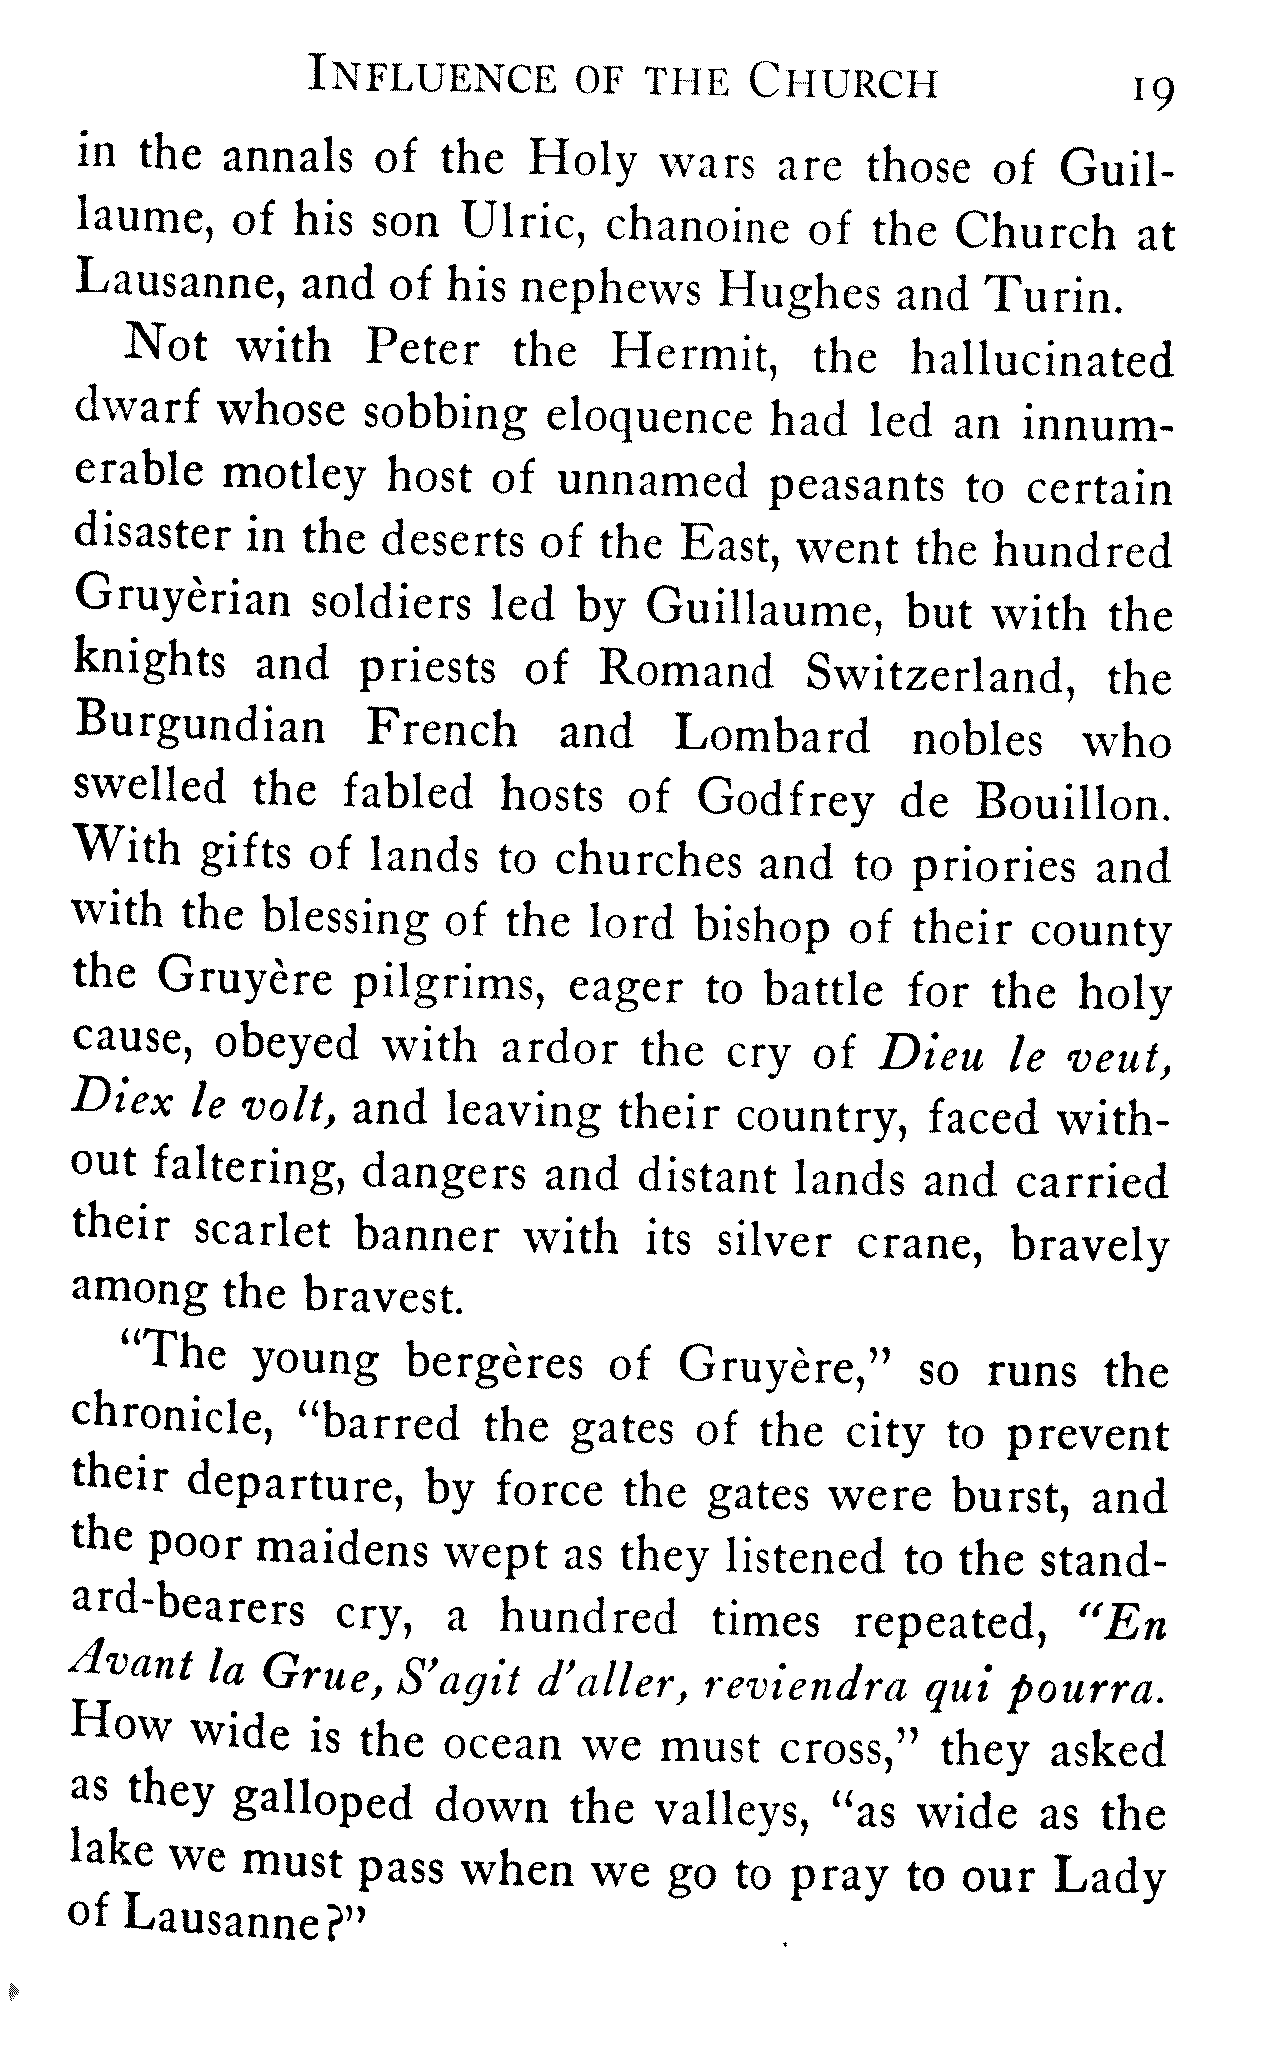 INFLUENCE OF THE CHURCH 19
in the annals of the Holy wars are those of Guil-
laume, of his son Ulric, chanoine of the Church at
Lausanne, and of his nephews Hughes and Turin.
Not with Peter the Hermit, the hallucinated
dwarf whose sobbing eloquence had led an innum-
erable motley host of unnamed peasants to certain
disaster in the deserts of the East, went the hundred
Gruyèrian soldiers led by Guillaume, but with the
knights and priests of Romand Switzerland, the
Burgundian French and Lombard nobles who
swelled the fabled hosts of Godfrey de Bouillon.
With gifts of lands to churches and to priories and
with the blessing of the lord bishop of their county
the Gruyère pilgrims, eager to battle for the holy
cause, obeyed with ardor the cry of Dieu le veut,
Diex le volt, and leaving their country, faced with-
out faltering, dangers and distant lands and carried
their scarlet banner with its silver crane, bravely
among the bravest.
“The young bergères of Gruyère,” so runs the
chronicle, “barred the gates of the city to prevent
their departure, by force the gates were burst, and
the poor maidens wept as they listened to the stand-
ard-bearers cry, a hundred times repeated, “En
Avant la Grue, S’agit d’aller, reviendra qui pourra.
How wide is the ocean we must cross,” they asked
as they galloped down the valleys, “as wide as the
lake we must pass when we go to pray to our Lady
of Lausanne?”